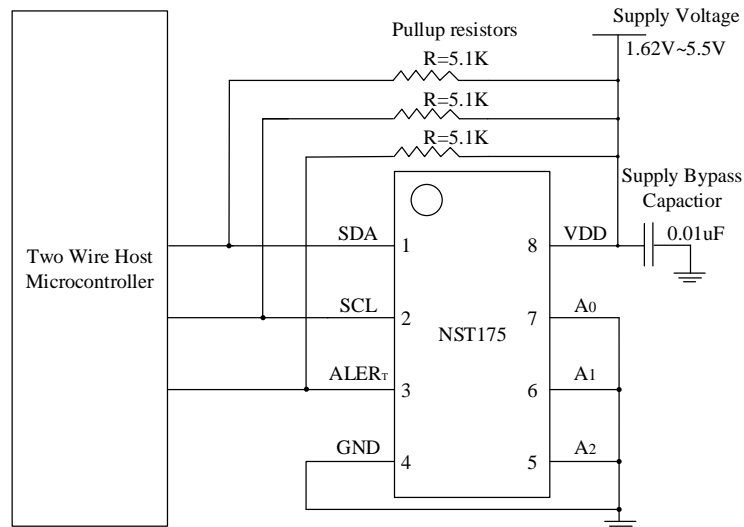 Supply Voltage
1.62V~5.5V
Pullup resistors
R=5.1K
R=5.1K
R=5.1K
Supply Bypass
Capactior
0.01uF
Two Wire Host
Microcontroller
SDA
1
8
VDD
SCL
2
7
A0
NST175
ALERT
3
6
A1
GND
4
5
A2